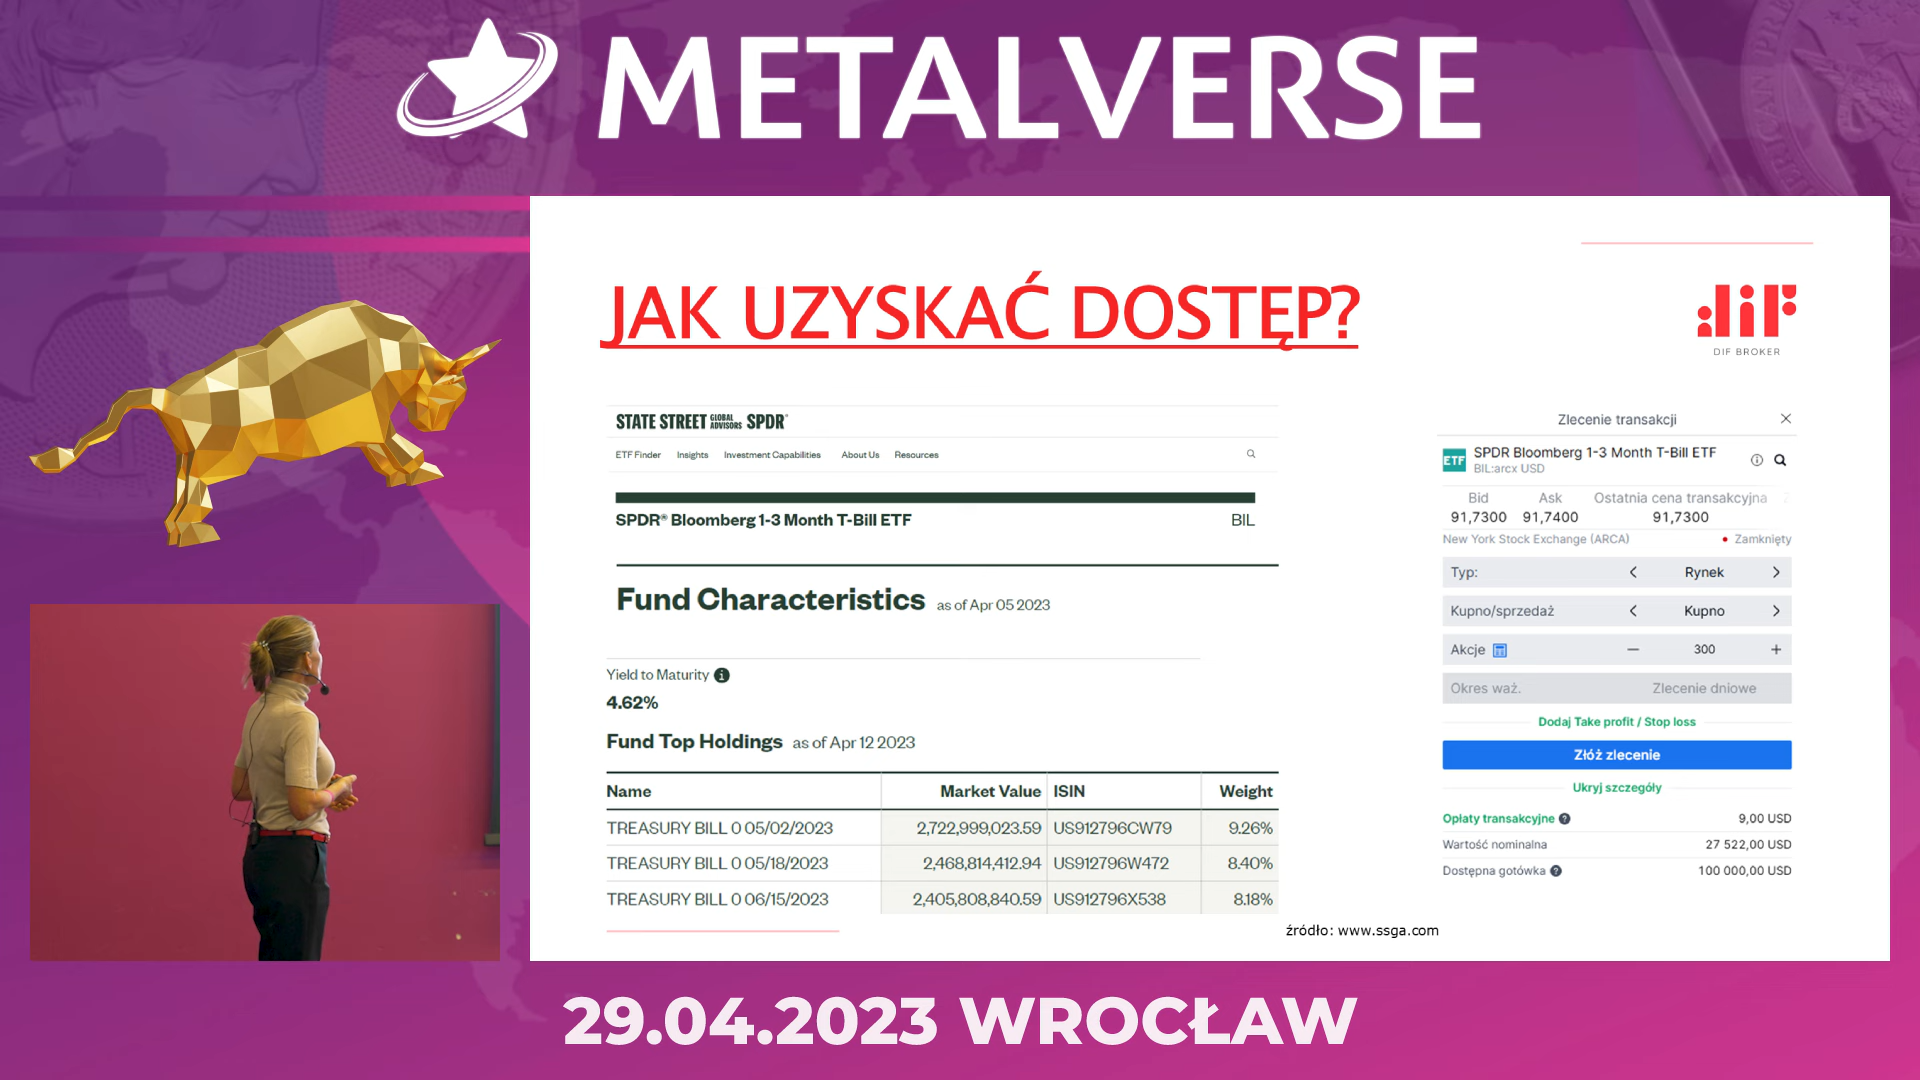 METALVERSE
JAK UZYSKAĆ DOSTĘP?
dif
DIF BROKER
STATE STREET GLOBAL ADVISORS SPDR®
ETF Finder Insights Investment Capabilities About Us Resources
SPDR® Bloomberg 1-3 Month T-Bill ETF BIL
Fund Characteristics as of Apr 05 2023
Yield to Maturity i
4.62%
Fund Top Holdings as of Apr 12 2023
Name Market Value ISIN Weight
TREASURY BILL 0 05/02/2023 2,722,999,023.59 US912796CW79 9.26%
TREASURY BILL 0 05/18/2023 2,468,814,412.94 US912796W472 8.40%
TREASURY BILL 0 06/15/2023 2,405,808,840.59 US912796X538 8.18%
Zlecenie transakcji
ETF SPDR Bloomberg 1-3 Month T-Bill ETF
BIL:arcx USD
Bid Ask Ostatnia cena transakcyjna
91,7300 91,7400 91,7300
New York Stock Exchange (ARCA) Zamknięty
Typ: Rynek
Kupno/sprzedaż Kupno
Akcje 300
Okres waż. Zlecenie dniowe
Dodaj Take profit / Stop loss
Złóż zlecenie
Ukryj szczegóły
Opłaty transakcyjne ? 9,00 USD
Wartość nominalna 27 522,00 USD
Dostępna gotówka ? 100 000,00 USD
źródło: www.ssga.com
29.04.2023 WROCŁAW